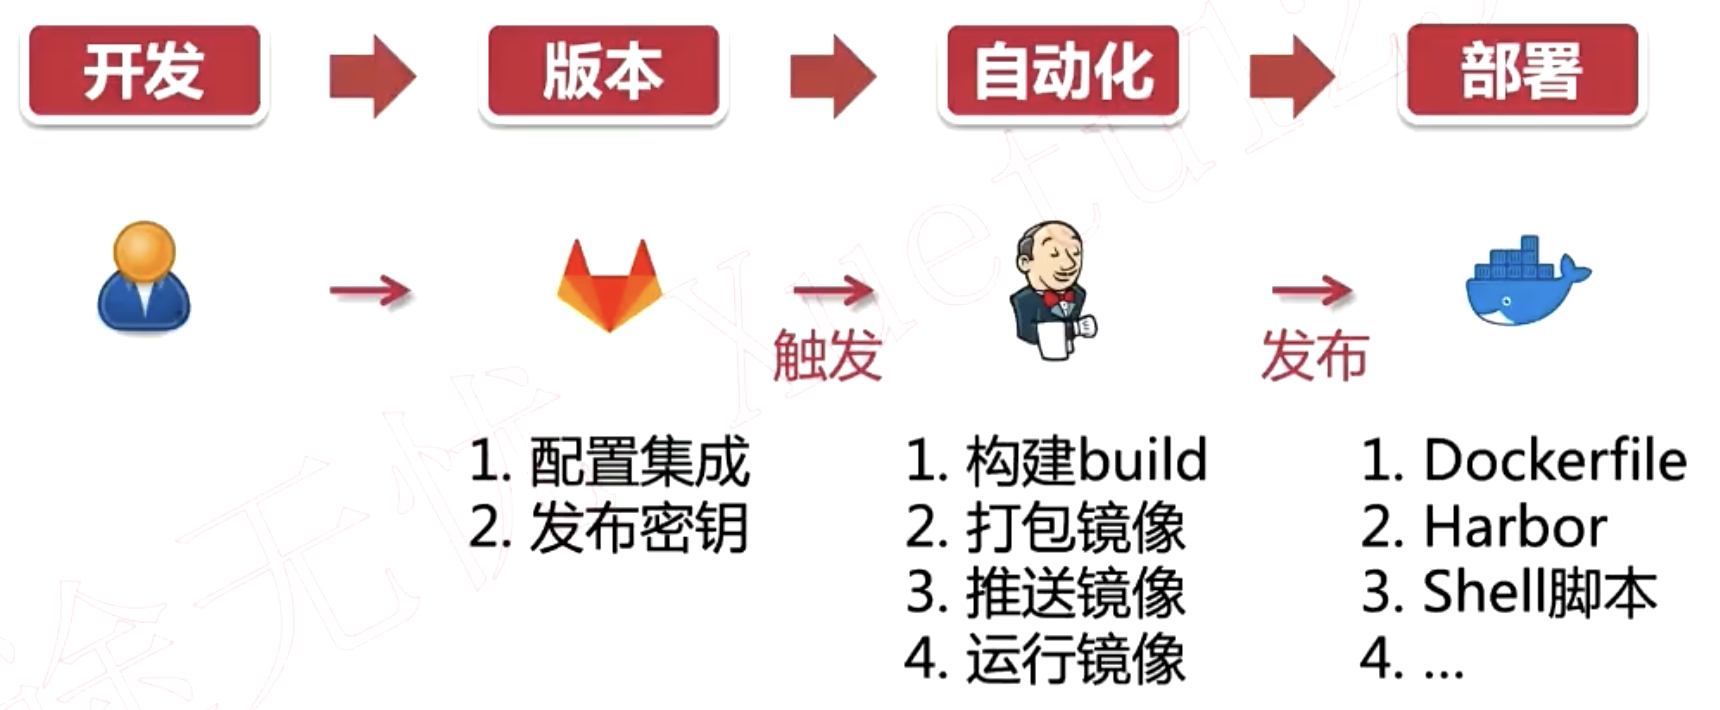 开发
版本
自动化
部署
触发
发布
1. 配置集成
2. 发布密钥
1. 构建build
2. 打包镜像
3. 推送镜像
4. 运行镜像
1. Dockerfile
2. Harbor
3. Shell脚本
4. ...